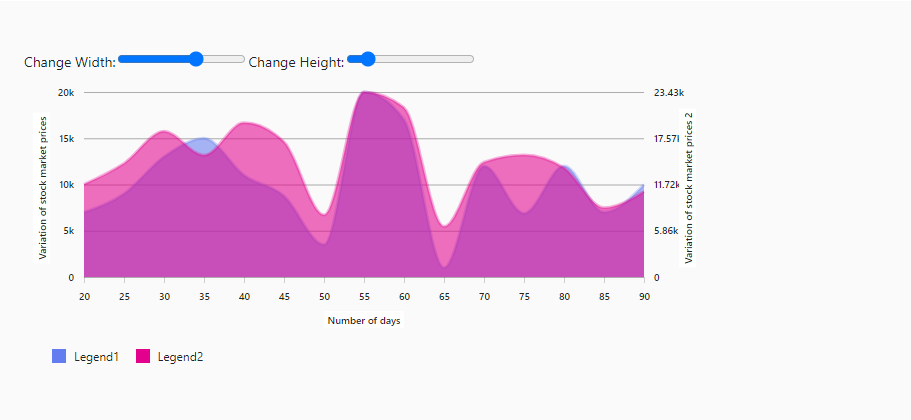 Change Width: Change Height:
20k
15k
10k
5k
0
Variation of stock market prices
23.43k
17.57k
11.72k
5.86k
0
Variation of stock market prices 2
20 25 30 35 40 45 50 55 60 65 70 75 80 85 90
Number of days
Legend1 Legend2